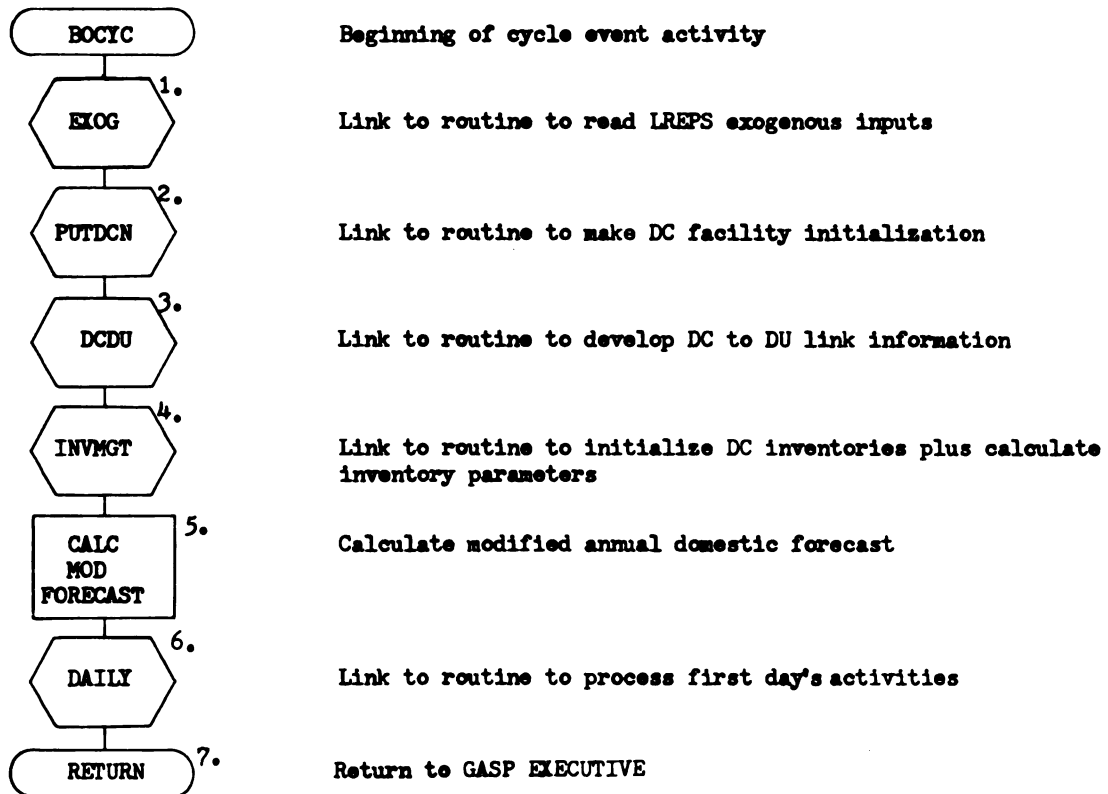 BOCYC Beginning of cycle event activity
1.
EXOG Link to routine to read LREPS exogenous inputs
2.
PUTDCN Link to routine to make DC facility initialization
3.
DCDU Link to routine to develop DC to DU link information
4.
INVMGT Link to routine to initialize DC inventories plus calculate
inventory parameters
5.
CALC Calculate modified annual domestic forecast
MOD
FORECAST
6.
DAILY Link to routine to process first day's activities
7.
RETURN Return to GASP EXECUTIVE